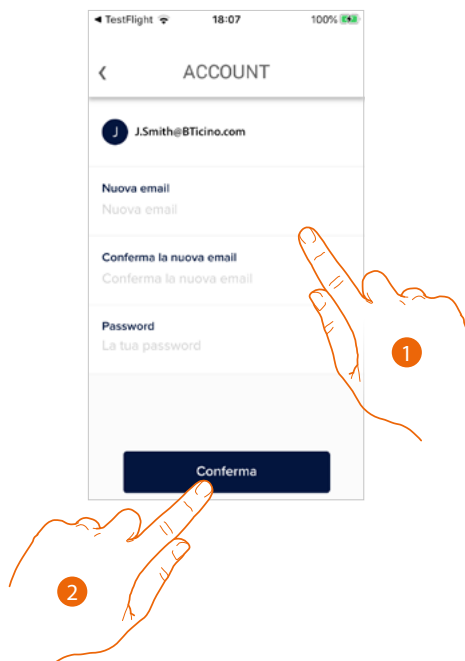 ◀ TestFlight 18:07 100%
ACCOUNT
J J.Smith@BTicino.com
Nuova email
Nuova email
Conferma la nuova email
Conferma la nuova email
Password
La tua password
1
Conferma
2